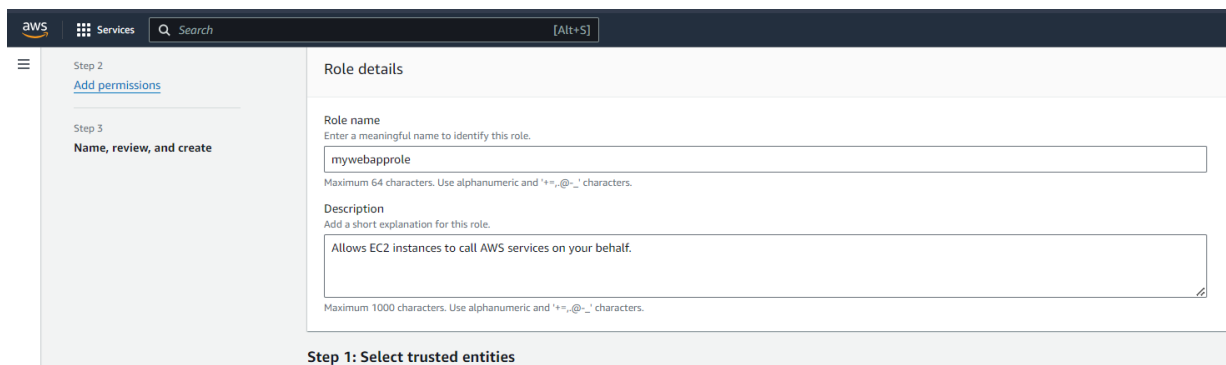 aws
Services
Search
[Alt+S]
Step 2
Add permissions
Step 3
Name, review, and create
Role details
Role name
Enter a meaningful name to identify this role.
mywebapprole
Maximum 64 characters. Use alphanumeric and '+=,.@-_' characters.
Description
Add a short explanation for this role.
Allows EC2 instances to call AWS services on your behalf.
Maximum 1000 characters. Use alphanumeric and '+=,.@-_' characters.
Step 1: Select trusted entities